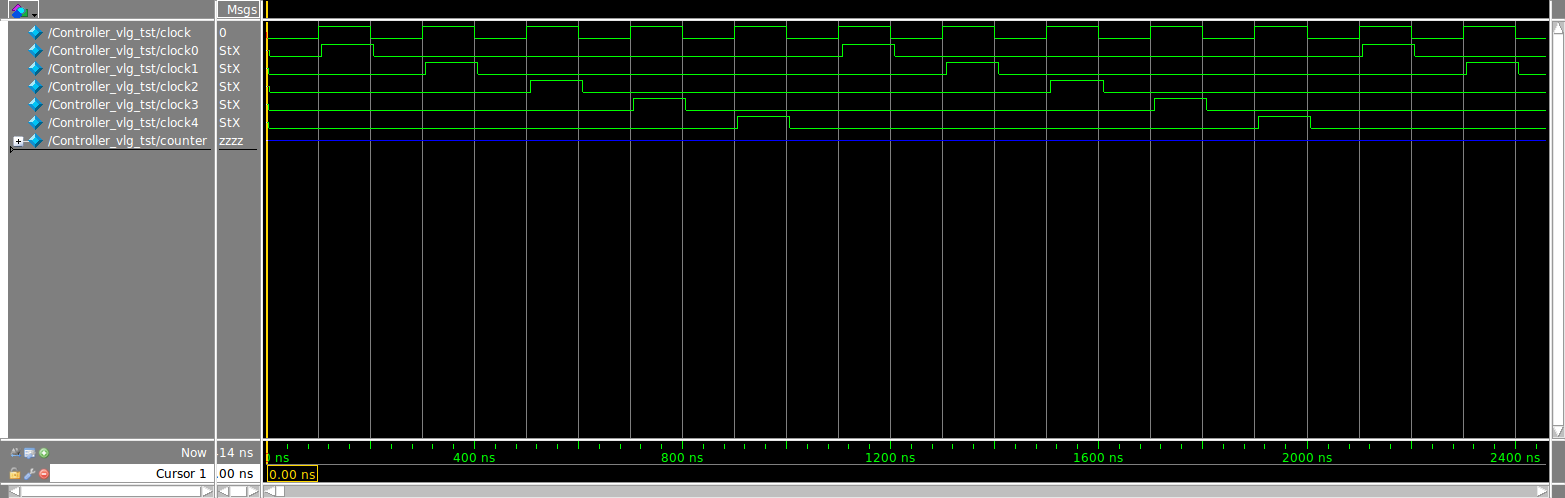 Msgs
/Controller_vlg_tst/clock 0
/Controller_vlg_tst/clock0 StX
/Controller_vlg_tst/clock1 StX
/Controller_vlg_tst/clock2 StX
/Controller_vlg_tst/clock3 StX
/Controller_vlg_tst/clock4 StX
/Controller_vlg_tst/counter zzzz
Now 14 ns ns 400 ns 800 ns 1200 ns 1600 ns 2000 ns 2400 ns
Cursor 1 .00 ns 0.00 ns